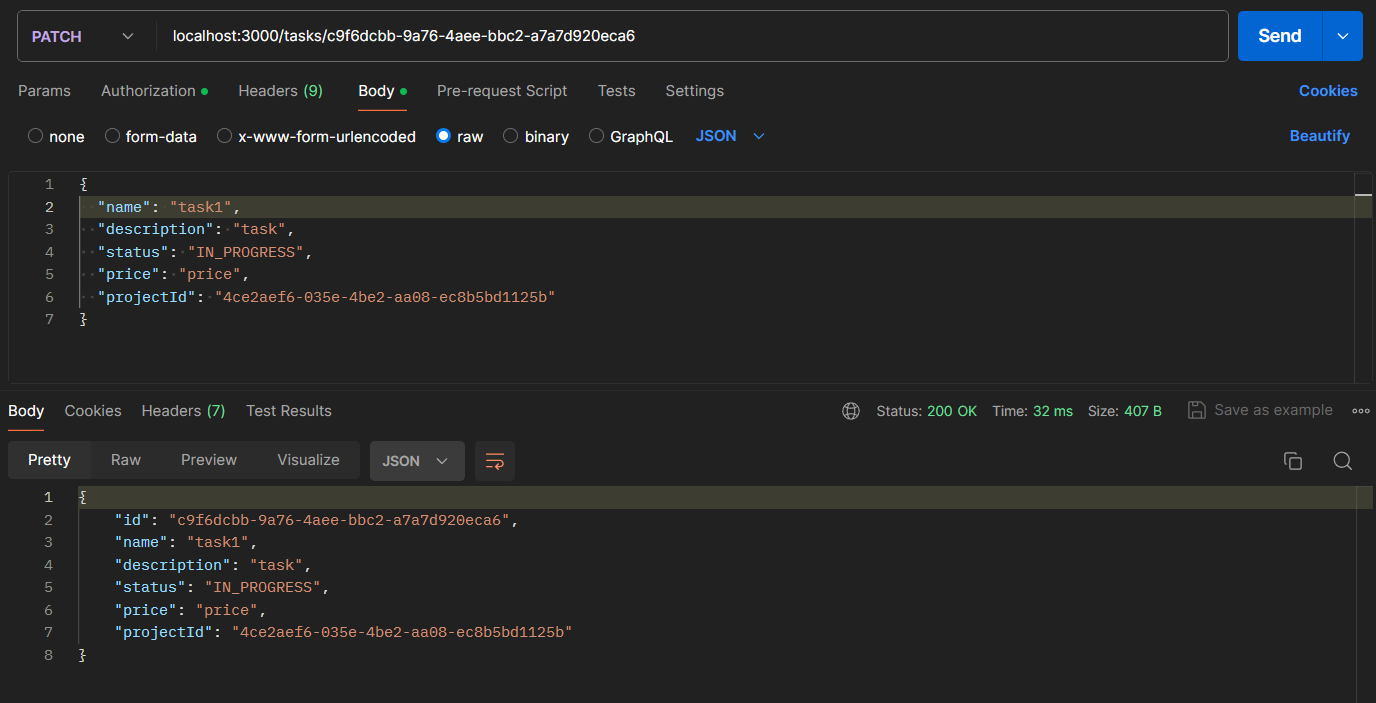 PATCH localhost:3000/tasks/c9f6dcbb-9a76-4aee-bbc2-a7a7d920eca6 Send
Params Authorization Headers (9) Body Pre-request Script Tests Settings Cookies
none form-data x-www-form-urlencoded raw binary GraphQL JSON Beautify
1 {
2 "name": "task1",
3 "description": "task",
4 "status": "IN_PROGRESS",
5 "price": "price",
6 "projectId": "4ce2aef6-035e-4be2-aa08-ec8b5bd1125b"
7 }
Body Cookies Headers (7) Test Results Status: 200 OK Time: 32 ms Size: 407 B Save as example
Pretty Raw Preview Visualize JSON
1 {
2 "id": "c9f6dcbb-9a76-4aee-bbc2-a7a7d920eca6",
3 "name": "task1",
4 "description": "task",
5 "status": "IN_PROGRESS",
6 "price": "price",
7 "projectId": "4ce2aef6-035e-4be2-aa08-ec8b5bd1125b"
8 }